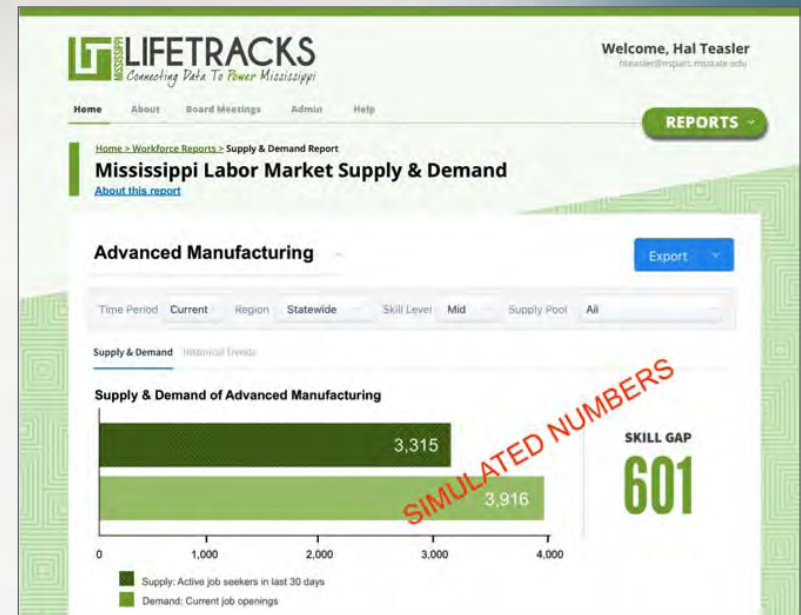 MISSISSIPPI LIFETRACKS
Connecting Data To Power Mississippi
Welcome, Hal Teasler
hteasler@nsparc.msstate.edu
Home About Board Meetings Admin Help
REPORTS
Home > Workforce Reports > Supply & Demand Report
Mississippi Labor Market Supply & Demand
About this report
Advanced Manufacturing
Export
Time Period Current Region Statewide Skill Level Mid Supply Pool All
Supply & Demand Historical Trends
Supply & Demand of Advanced Manufacturing
SIMULATED NUMBERS
3,315
3,916
SKILL GAP
601
0 1,000 2,000 3,000 4,000
Supply: Active job seekers in last 30 days
Demand: Current job openings